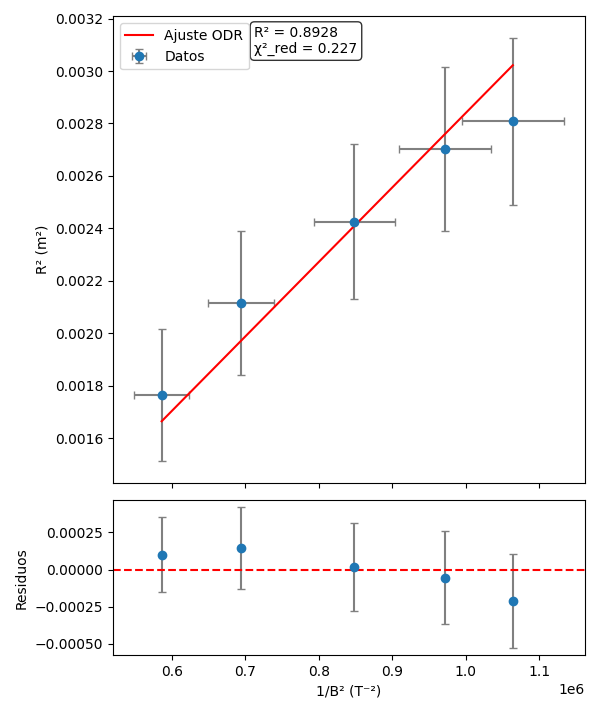 Ajuste ODR
Datos
R² = 0.8928
χ²_red = 0.227
0.0032
0.0030
0.0028
0.0026
0.0024
0.0022
0.0020
0.0018
0.0016
R² (m²)
0.00025
0.00000
−0.00025
−0.00050
Residuos
0.6 0.7 0.8 0.9 1.0 1.1
1e6
1/B² (T⁻²)